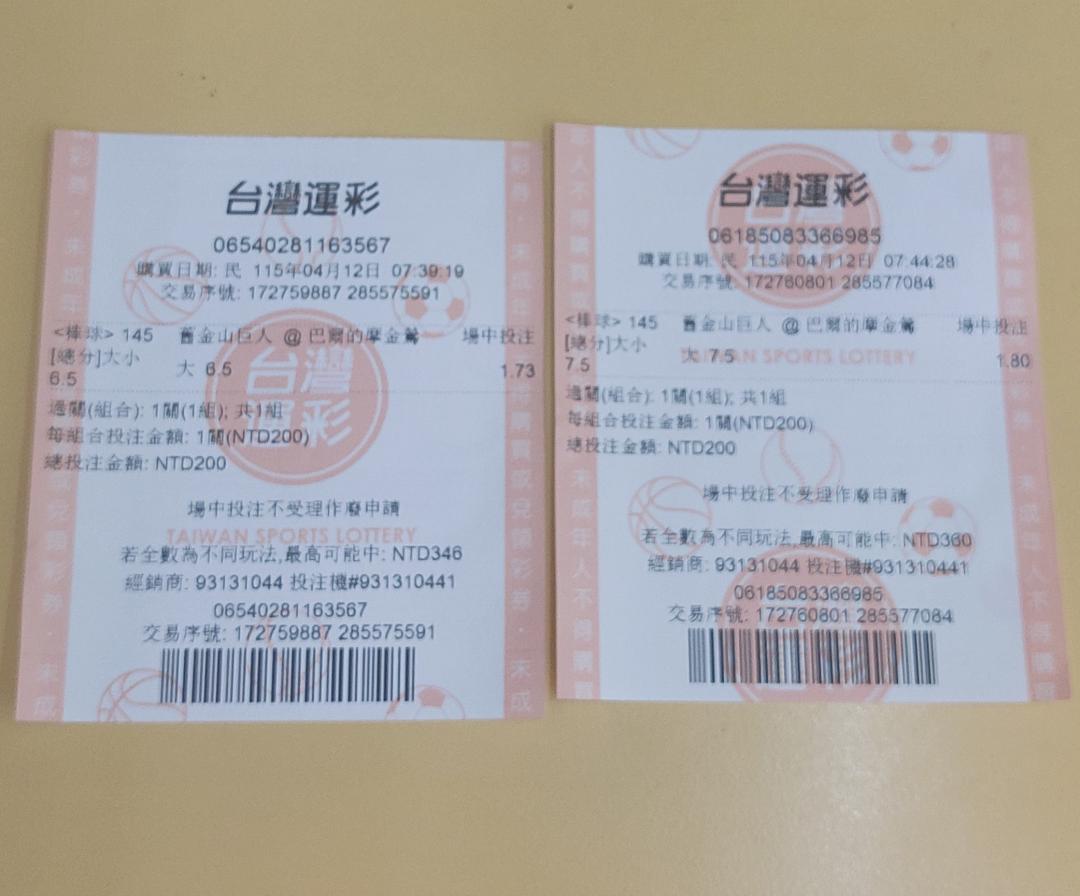 台灣運彩
06540281163567
購買日期: 民 115年04月12日 07:39:19
交易序號: 172759887 285575591
<棒球> 145 舊金山巨人 @ 巴爾的摩金鶯 場中投注
[總分]大小 大 6.5 1.73
6.5
過關(組合): 1關(1組); 共1組
每組合投注金額: 1關(NTD200)
總投注金額: NTD200
場中投注不受理作廢申請
TAIWAN SPORTS LOTTERY
若全數為不同玩法,最高可能中: NTD346
經銷商: 93131044 投注機#931310441
06540281163567
交易序號: 172759887 285575591
台灣運彩
06185083366985
購買日期: 民 115年04月12日 07:44:28
交易序號: 172760801 285577084
<棒球> 145 舊金山巨人 @ 巴爾的摩金鶯 場中投注
[總分]大小 大 7.5 1.80
7.5
TAIWAN SPORTS LOTTERY
過關(組合): 1關(1組); 共1組
每組合投注金額: 1關(NTD200)
總投注金額: NTD200
場中投注不受理作廢申請
若全數為不同玩法,最高可能中: NTD360
經銷商: 93131044 投注機#931310441
06185083366985
交易序號: 172760801 285577084